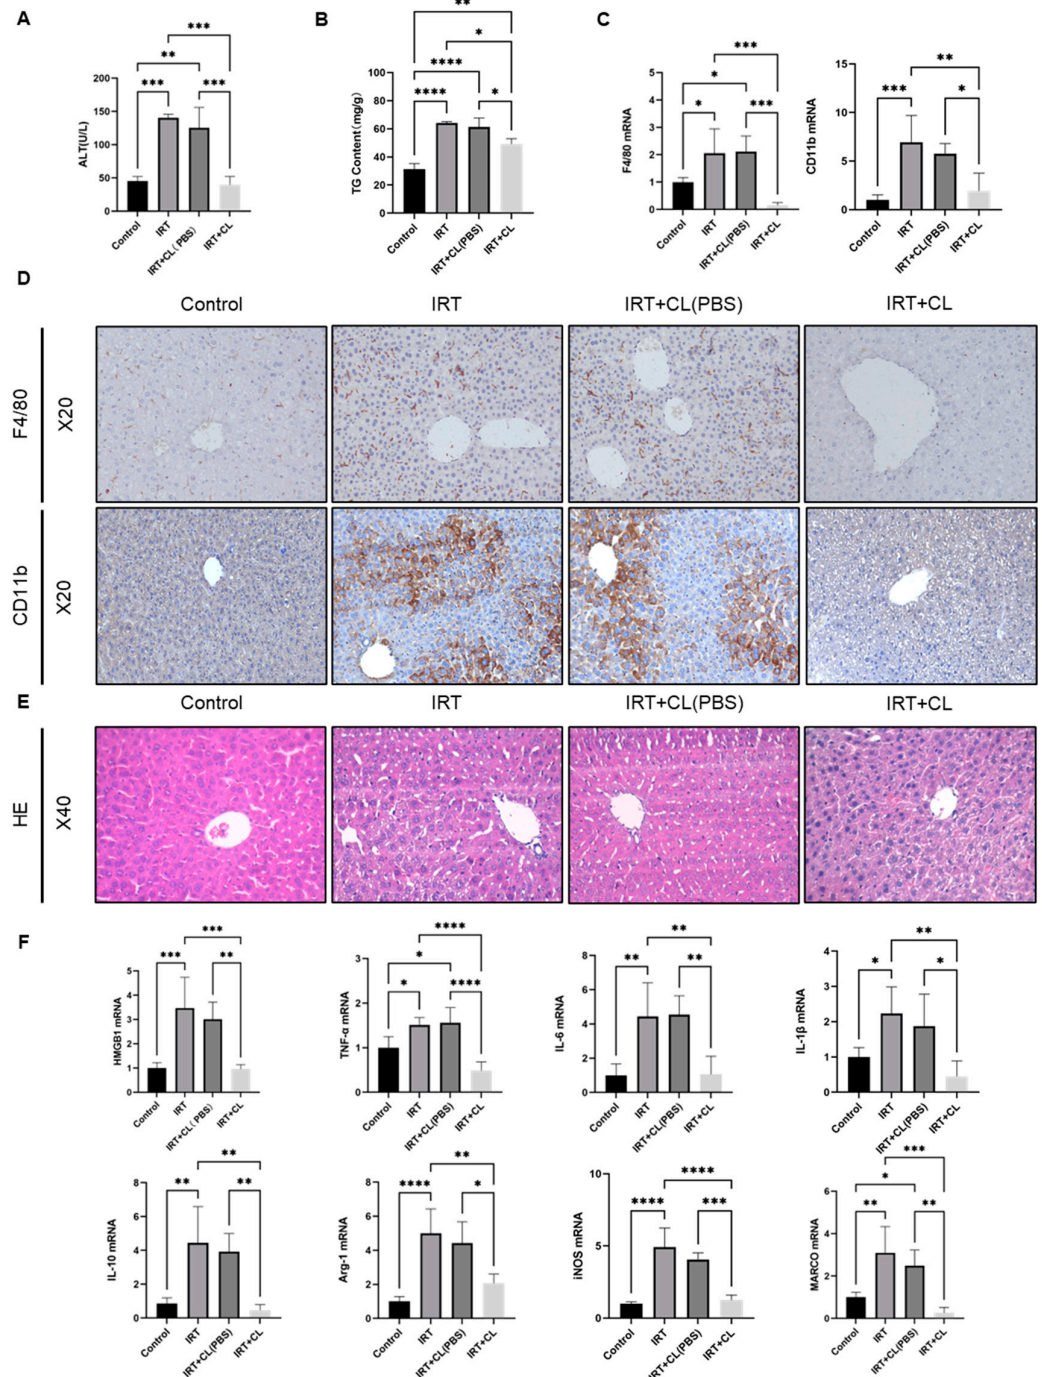 A
B
C
*** ** *** ***
ALT(U/L)
200
150
100
50
0
Control IRT IRT+CL(PBS) IRT+CL
** * **** **** *
TG Content(mg/g)
100
80
60
40
20
0
Control IRT IRT+CL(PBS) IRT+CL
*** * * ***
F4/80 mRNA
5
4
3
2
1
0
Control IRT IRT+CL(PBS) IRT+CL
** *** *
CD11b mRNA
15
10
5
0
Control IRT IRT+CL(PBS) IRT+CL
D
Control IRT IRT+CL(PBS) IRT+CL
F4/80 X20
CD11b X20
E
Control IRT IRT+CL(PBS) IRT+CL
HE X40
F
*** *** **
HMGB1 mRNA
5
4
3
2
1
0
Control IRT IRT+CL(PBS) IRT+CL
**** * * ****
TNF-α mRNA
3
2
1
0
Control IRT IRT+CL(PBS) IRT+CL
** ** **
IL-6 mRNA
8
6
4
2
0
Control IRT IRT+CL(PBS) IRT+CL
** * *
IL-1β mRNA
4
3
2
1
0
Control IRT IRT+CL(PBS) IRT+CL
** ** **
IL-10 mRNA
8
6
4
2
0
Control IRT IRT+CL(PBS) IRT+CL
** **** *
Arg-1 mRNA
8
6
4
2
0
Control IRT IRT+CL(PBS) IRT+CL
**** **** ***
iNOS mRNA
10
5
0
Control IRT IRT+CL(PBS) IRT+CL
*** * ** **
MARCO mRNA
6
4
2
0
Control IRT IRT+CL(PBS) IRT+CL